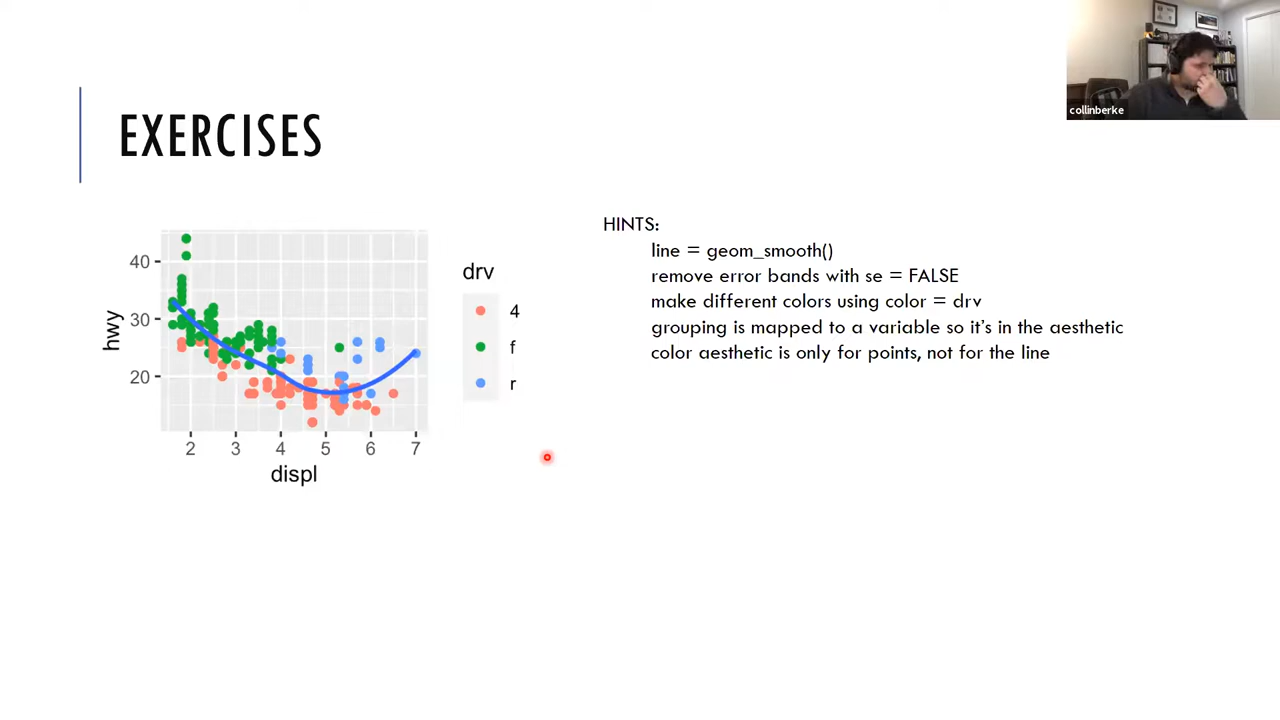 collinberke
EXERCISES
HINTS:
line = geom_smooth()
remove error bands with se = FALSE
make different colors using color = drv
grouping is mapped to a variable so it's in the aesthetic
color aesthetic is only for points, not for the line
hwy
40
30
20
2 3 4 5 6 7
displ
drv
4
f
r